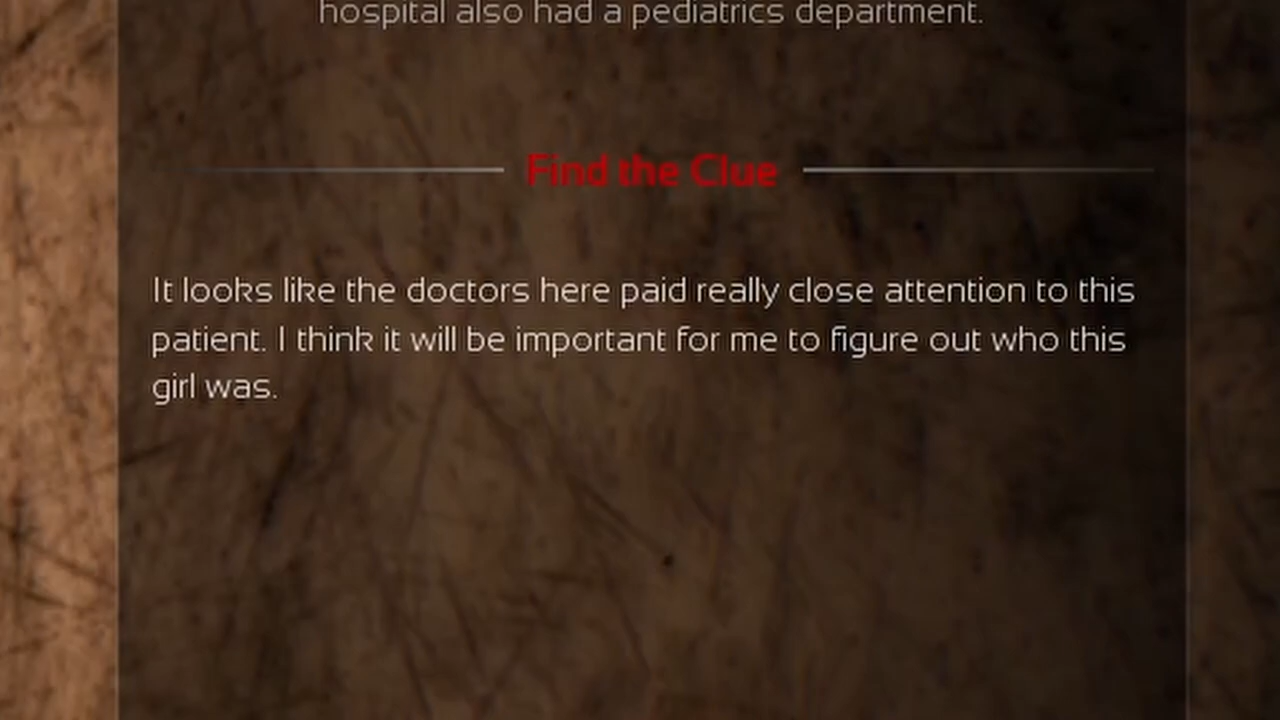 hospital also had a pediatrics department.
Find the Clue
It looks like the doctors here paid really close attention to this
patient. I think it will be important for me to figure out who this
girl was.